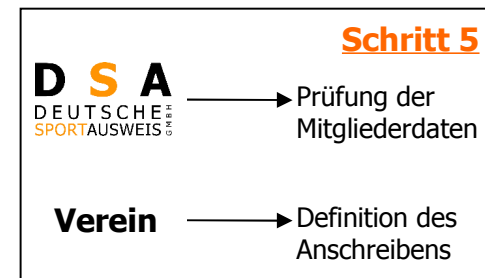 Schritt 5
D S A
DEUTSCHE
SPORTAUSWEIS GMBH
Prüfung der
Mitgliederdaten
Verein
Definition des
Anschreibens